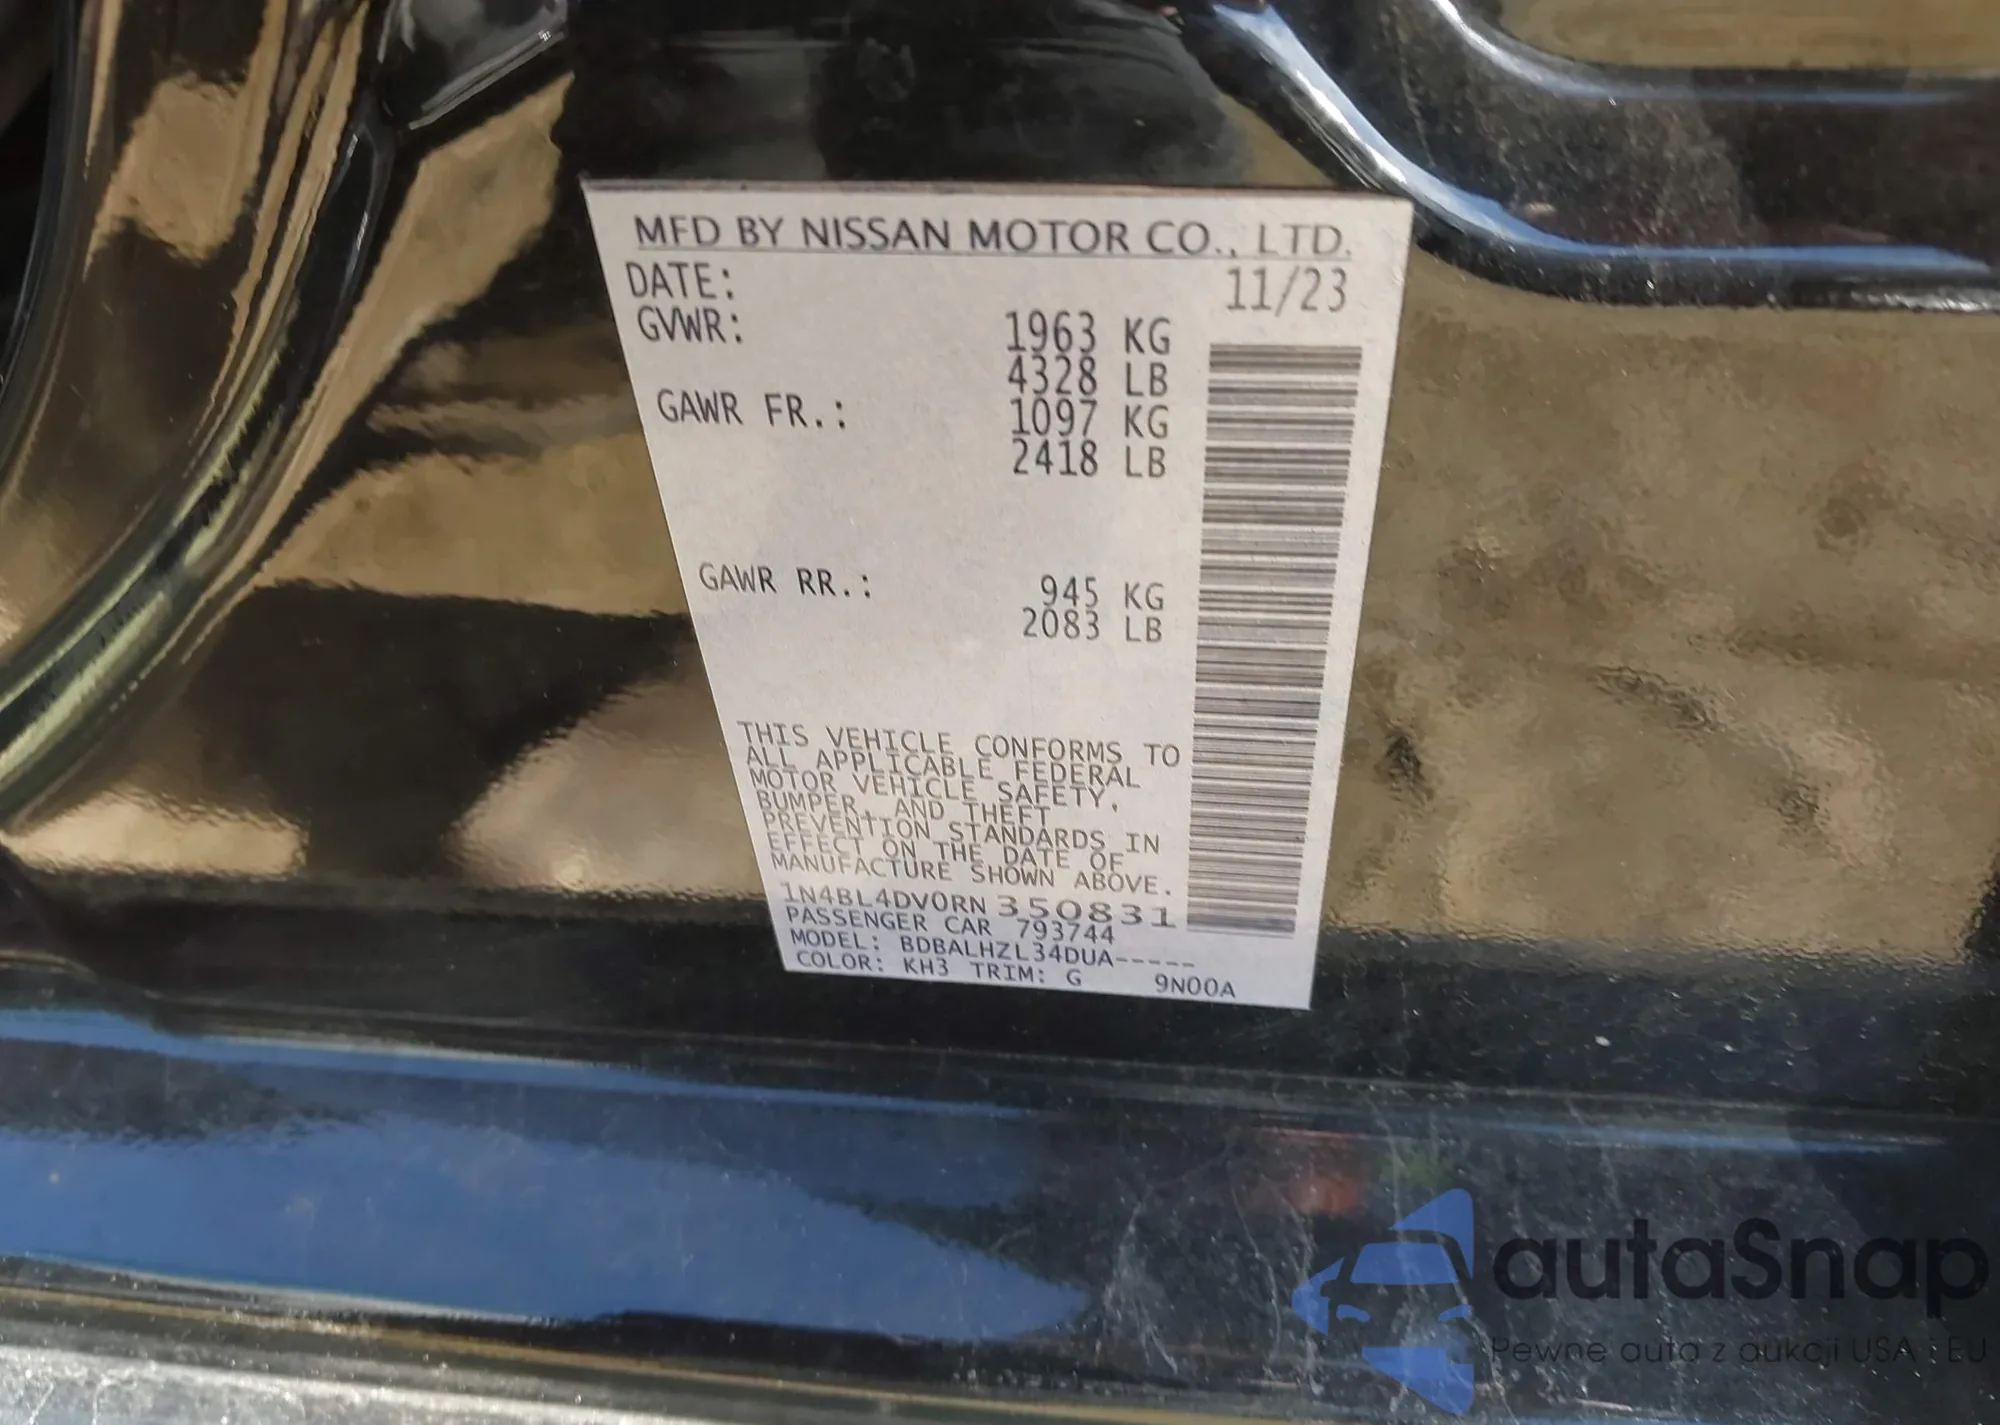 MFD BY NISSAN MOTOR CO., LTD.
DATE: 11/23
GVWR: 1963 KG
4328 LB
GAWR FR.: 1097 KG
2418 LB
GAWR RR.: 945 KG
2083 LB
THIS VEHICLE CONFORMS TO
ALL APPLICABLE FEDERAL
MOTOR VEHICLE SAFETY,
BUMPER, AND THEFT
PREVENTION STANDARDS IN
EFFECT ON THE DATE OF
MANUFACTURE SHOWN ABOVE.
1N4BL4DV0RN350831
PASSENGER CAR 793744
MODEL: BDBALHZL34DUA-----
COLOR: KH3 TRIM: G 9N00A
autaSnap
Pewne auta z aukcji USA i EU